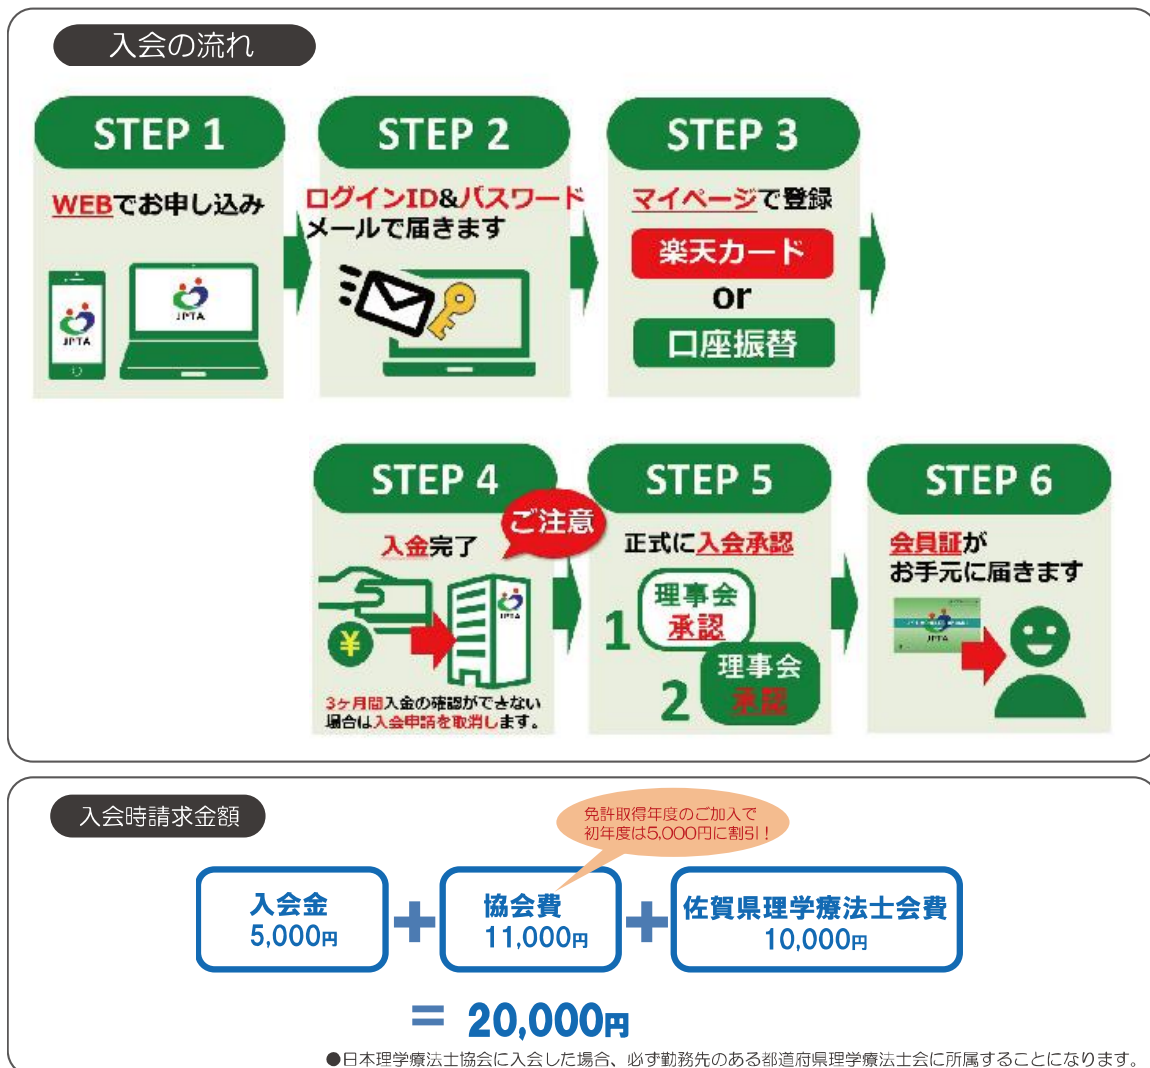 入会の流れ
STEP 1
WEBでお申し込み
JPTA
JPTA
STEP 2
ログインID&パスワード
メールで届きます
STEP 3
マイページで登録
楽天カード
or
口座振替
STEP 4
ご注意
入金完了
JPTA
¥
3ヶ月間入金の確認ができない
場合は入会申請を取消します。
STEP 5
正式に入会承認
1
理事会
承認
2
理事会
承認
STEP 6
会員証が
お手元に届きます
JPTA
入会時請求金額
免許取得年度のご加入で
初年度は5,000円に割引！
入会金
5,000円
+
協会費
11,000円
+
佐賀県理学療法士会費
10,000円
= 20,000円
●日本理学療法士協会に入会した場合、必ず勤務先のある都道府県理学療法士会に所属することになります。